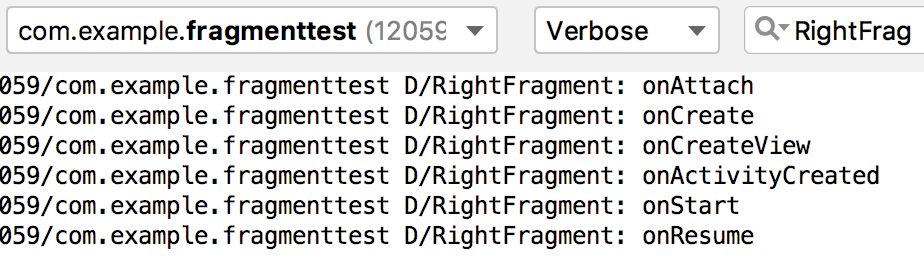 com.example.fragmenttest (12059 Verbose RightFrag
059/com.example.fragmenttest D/RightFragment: onAttach
059/com.example.fragmenttest D/RightFragment: onCreate
059/com.example.fragmenttest D/RightFragment: onCreateView
059/com.example.fragmenttest D/RightFragment: onActivityCreated
059/com.example.fragmenttest D/RightFragment: onStart
059/com.example.fragmenttest D/RightFragment: onResume